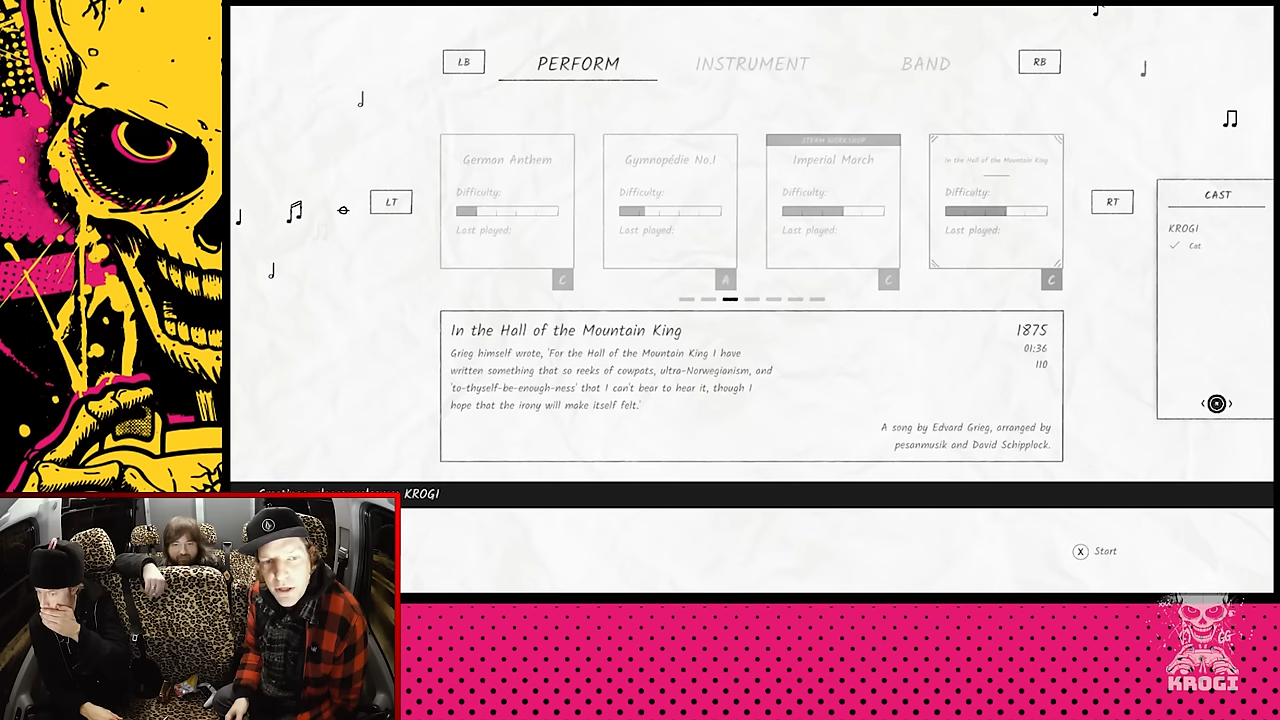 LB
PERFORM
INSTRUMENT
BAND
RB
LT
German Anthem
Difficulty:
Last played:
C
Gymnopédie No.1
Difficulty:
Last played:
A
STEAM WORKSHOP
Imperial March
Difficulty:
Last played:
C
In the Hall of the Mountain King
Difficulty:
Last played:
C
RT
CAST
KROGI
Cat
In the Hall of the Mountain King
1875
01:36
110
Grieg himself wrote, 'For the Hall of the Mountain King I have
written something that so reeks of cowpats, ultra-Norwegianism, and
'to-thyself-be-enough-ness' that I can't bear to hear it, though I
hope that the irony will make itself felt.'
A song by Edvard Grieg, arranged by
pesanmusik and David Schipplock.
KROGI
X Start
GG
KROGI